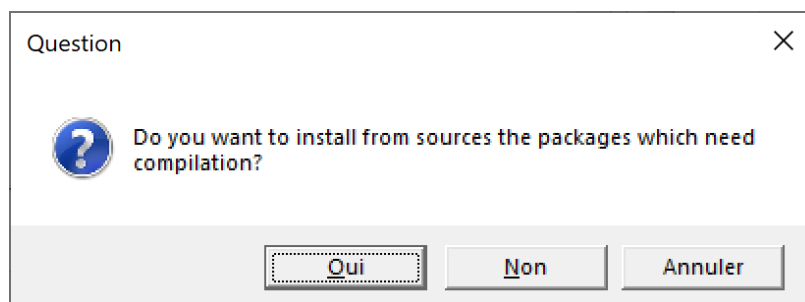 Question
Do you want to install from sources the packages which need
compilation?
Oui
Non
Annuler